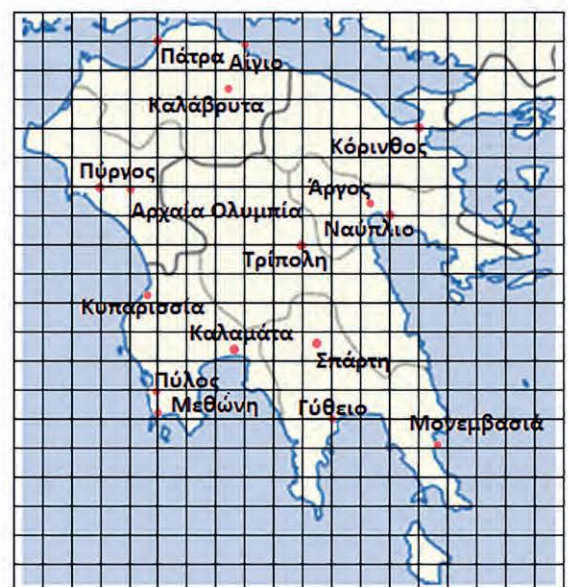 Πάτρα
Αίγιο
Καλάβρυτα
Κόρινθος
Πύργος
Άργος
Αρχαία Ολυμπία
Ναύπλιο
Τρίπολη
Κυπαρισσία
Καλαμάτα
Σπάρτη
Πύλος
Μεθώνη
Γύθειο
Μονεμβασιά